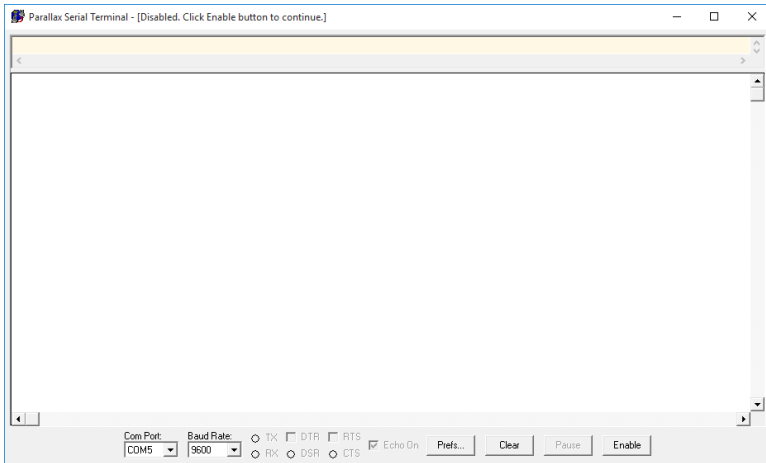 Parallax Serial Terminal - [Disabled. Click Enable button to continue.]
Com Port: Baud Rate: TX DTR RTS
COM5 9600 RX DSR CTS Echo On Prefs... Clear Pause Enable